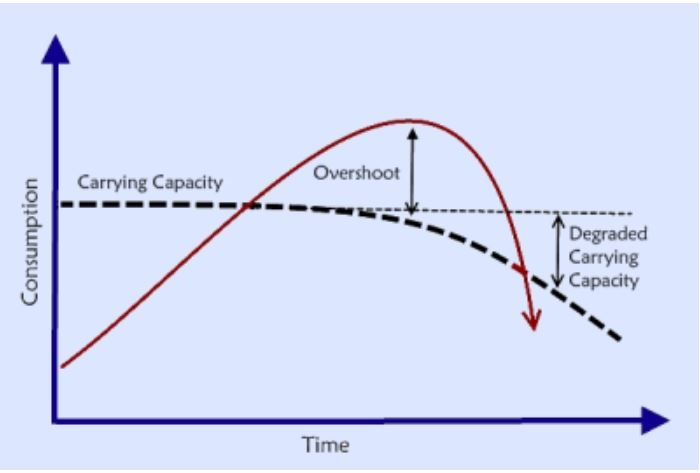 Carrying Capacity
Overshoot
Degraded
Carrying
Capacity
Consumption
Time